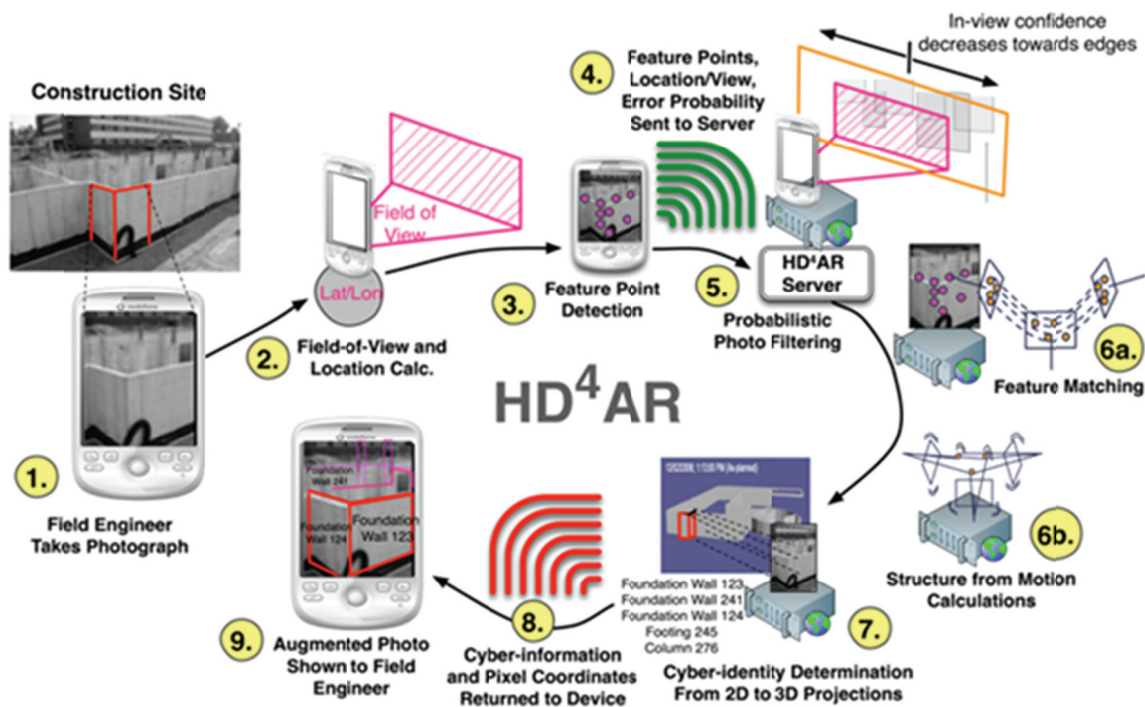 In-view confidence
decreases towards edges
4.
Feature Points,
Location/View,
Error Probability
Sent to Server
Construction Site
Field of
View
Lat/Lon
HD⁴AR
Server
3.
Feature Point
Detection
5.
Probabilistic
Photo Filtering
6a.
Feature Matching
2.
Field-of-View and
Location Calc.
HD⁴AR
1.
Field Engineer
Takes Photograph
Foundation
Wall 241
Foundation
Wall 124
Foundation
Wall 123
6b.
Structure from Motion
Calculations
Foundation Wall 123
Foundation Wall 241
Foundation Wall 124
Footing 245
Column 276
7.
Cyber-identity Determination
From 2D to 3D Projections
8.
Cyber-information
and Pixel Coordinates
Returned to Device
9.
Augmented Photo
Shown to Field
Engineer